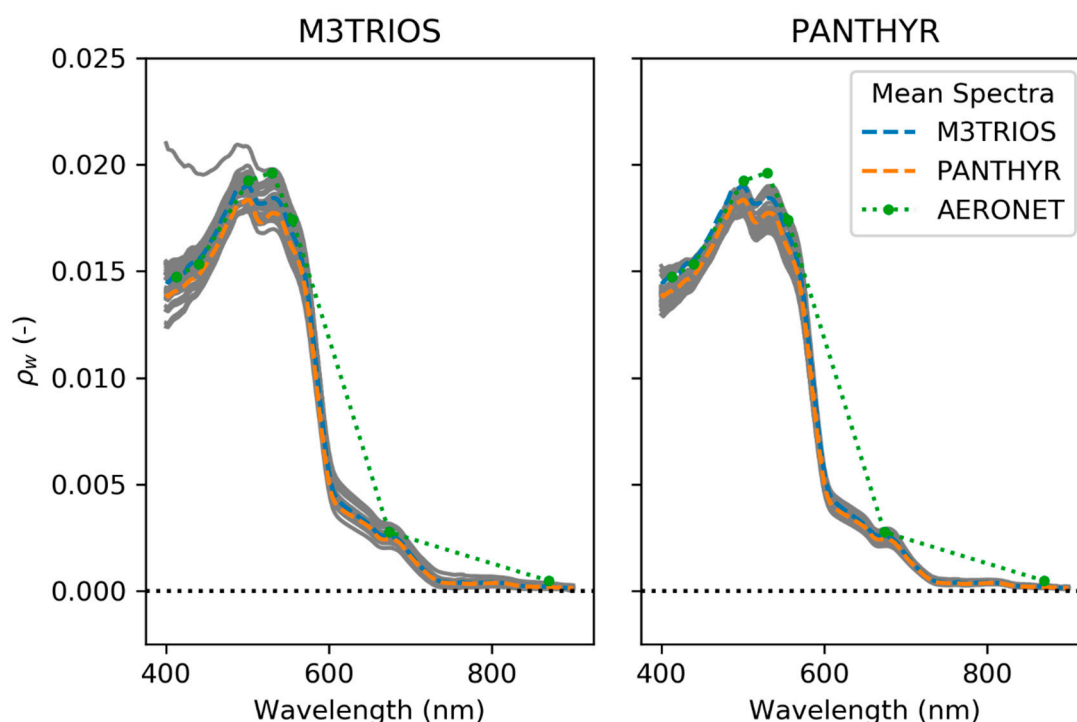 M3TRIOS
PANTHYR
0.025
0.020
0.015
0.010
0.005
0.000
ρw (-)
Mean Spectra
M3TRIOS
PANTHYR
AERONET
400
600
800
400
600
800
Wavelength (nm)
Wavelength (nm)